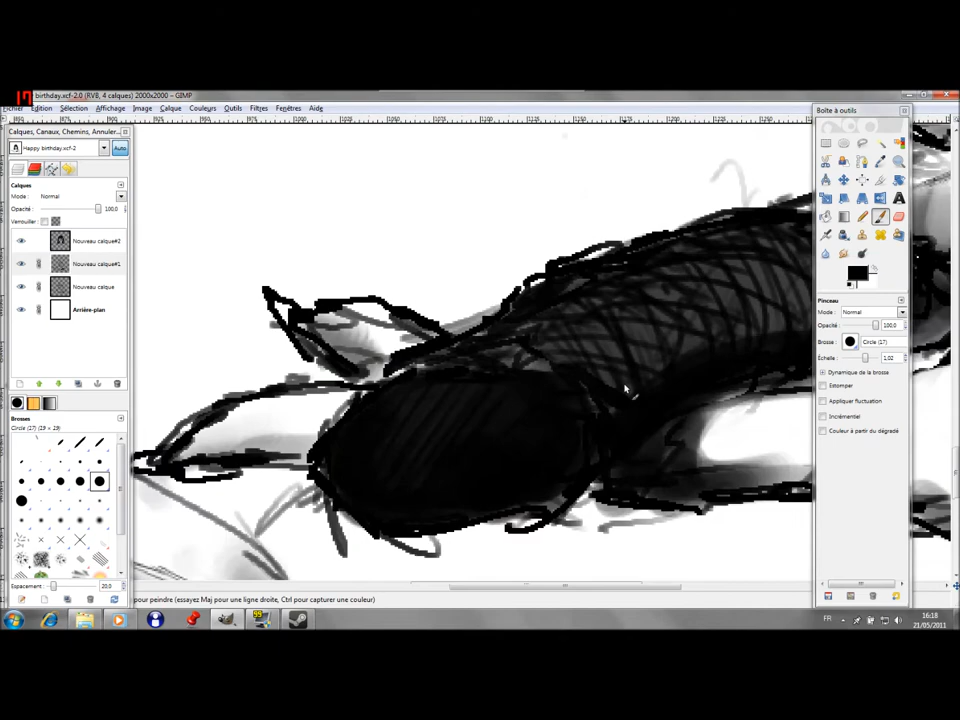 birthday.xcf-2.0 (RVB, 4 calques) 2000x2000 – GIMP
Fichier Edition Sélection Affichage Image Calque Couleurs Outils Filtres Fenêtres Aide
Calques, Canaux, Chemins, Annuler...
Happy birthday.xcf-2
Auto
Calques
Mode : Normal
Opacité : 100,0
Verrouiller :
Nouveau calque#2
Nouveau calque#1
Nouveau calque
Arrière-plan
Brosses
Circle (17) (29 × 29)
Espacement : 20,0
pour peindre (essayez Maj pour une ligne droite, Ctrl pour capturer une couleur)
Boîte à outils
Pinceau
Mode : Normal
Opacité : 100,0
Brosse : Circle (17)
Échelle : 1,02
Dynamique de la brosse
Estomper
Appliquer fluctuation
Incrémentiel
Couleur à partir du dégradé
FR
16:18
21/05/2011